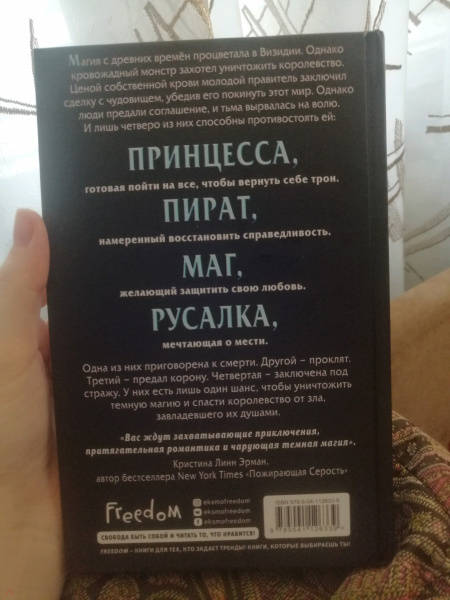 Магия с древних времён процветала в Визидии. Однако
кровожадный монстр захотел уничтожить королевство.
Ценой собственной крови молодой правитель заключил
сделку с чудовищем, убедив его покинуть этот мир. Однако
люди предали соглашение, и тьма вырвалась на волю.
И лишь четверо из них способны противостоять ей:
ПРИНЦЕССА,
готовая пойти на все, чтобы вернуть себе трон.
ПИРАТ,
намеренный восстановить справедливость.
МАГ,
желающий защитить свою любовь.
РУСАЛКА,
мечтающая о мести.
Одна из них приговорена к смерти. Другой – проклят.
Третий – предал корону. Четвертая – заключена под
стражу. У них есть лишь один шанс, чтобы уничтожить
темную магию и спасти королевство от зла,
завладевшего их душами.
«Вас ждут захватывающие приключения,
притягательная романтика и чарующая темная магия».
Кристина Линн Эрман,
автор бестселлера New York Times «Пожирающая Серость»
Freedom
eksmofreedom
eksmofreedom
eksmofreedom
СВОБОДА БЫТЬ СОБОЙ И ЧИТАТЬ ТО, ЧТО НРАВИТСЯ!
FREEDOM – КНИГИ ДЛЯ ТЕХ, КТО ЗАДАЕТ ТРЕНДЫ! КНИГИ, КОТОРЫЕ ВЫБИРАЕШЬ ТЫ!